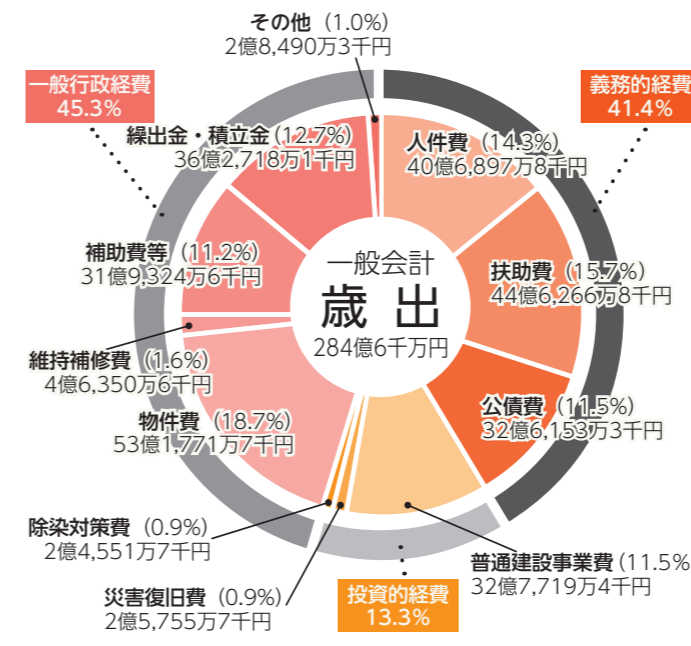 その他（1.0%）
2億8,490万3千円
一般行政経費
45.3%
義務的経費
41.4%
繰出金・積立金（12.7%）
36億2,718万1千円
人件費（14.3%）
40億6,897万8千円
補助費等（11.2%）
31億9,324万6千円
一般会計
歳出
284億6千万円
扶助費（15.7%）
44億6,266万8千円
維持補修費（1.6%）
4億6,350万6千円
物件費（18.7%）
53億1,771万7千円
公債費（11.5%）
32億6,153万3千円
除染対策費（0.9%）
2億4,551万7千円
災害復旧費（0.9%）
2億5,755万7千円
投資的経費
13.3%
普通建設事業費（11.5%
32億7,719万4千円